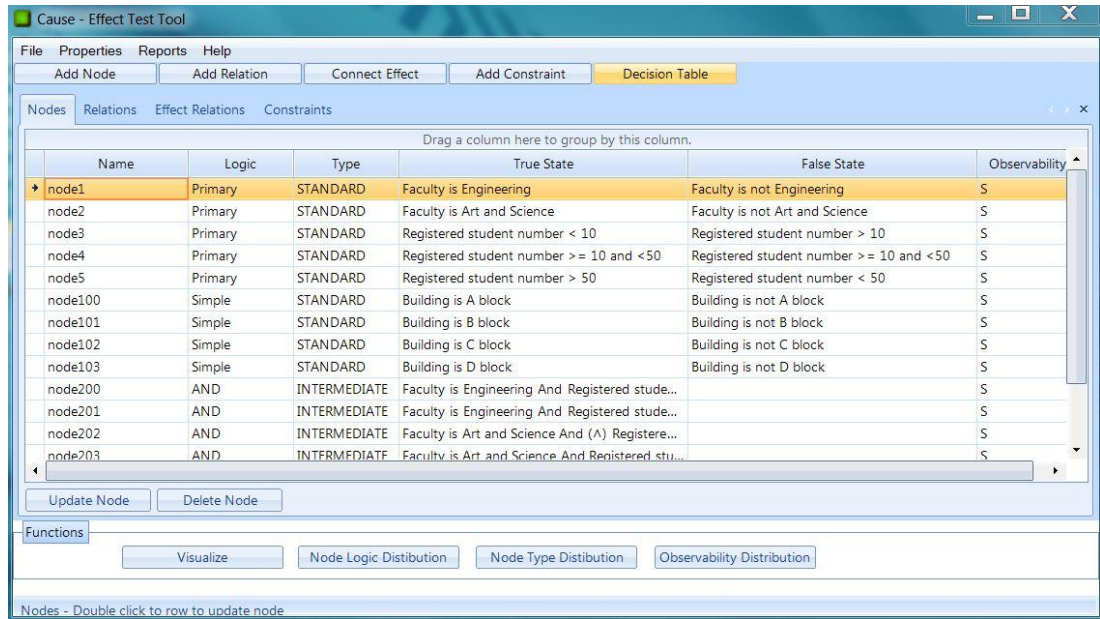 Cause - Effect Test Tool
File Properties Reports Help
Add Node Add Relation Connect Effect Add Constraint Decision Table
Nodes Relations Effect Relations Constraints
Drag a column here to group by this column.
Name Logic Type True State False State Observability
node1 Primary STANDARD Faculty is Engineering Faculty is not Engineering S
node2 Primary STANDARD Faculty is Art and Science Faculty is not Art and Science S
node3 Primary STANDARD Registered student number < 10 Registered student number > 10 S
node4 Primary STANDARD Registered student number >= 10 and <50 Registered student number >= 10 and <50 S
node5 Primary STANDARD Registered student number > 50 Registered student number < 50 S
node100 Simple STANDARD Building is A block Building is not A block S
node101 Simple STANDARD Building is B block Building is not B block S
node102 Simple STANDARD Building is C block Building is not C block S
node103 Simple STANDARD Building is D block Building is not D block S
node200 AND INTERMEDIATE Faculty is Engineering And Registered stude... S
node201 AND INTERMEDIATE Faculty is Engineering And Registered stude... S
node202 AND INTERMEDIATE Faculty is Art and Science And (∧) Registere... S
node203 AND INTERMEDIATE Faculty is Art and Science And Registered stu... S
Update Node Delete Node
Functions
Visualize Node Logic Distibution Node Type Distibution Observability Distribution
Nodes - Double click to row to update node